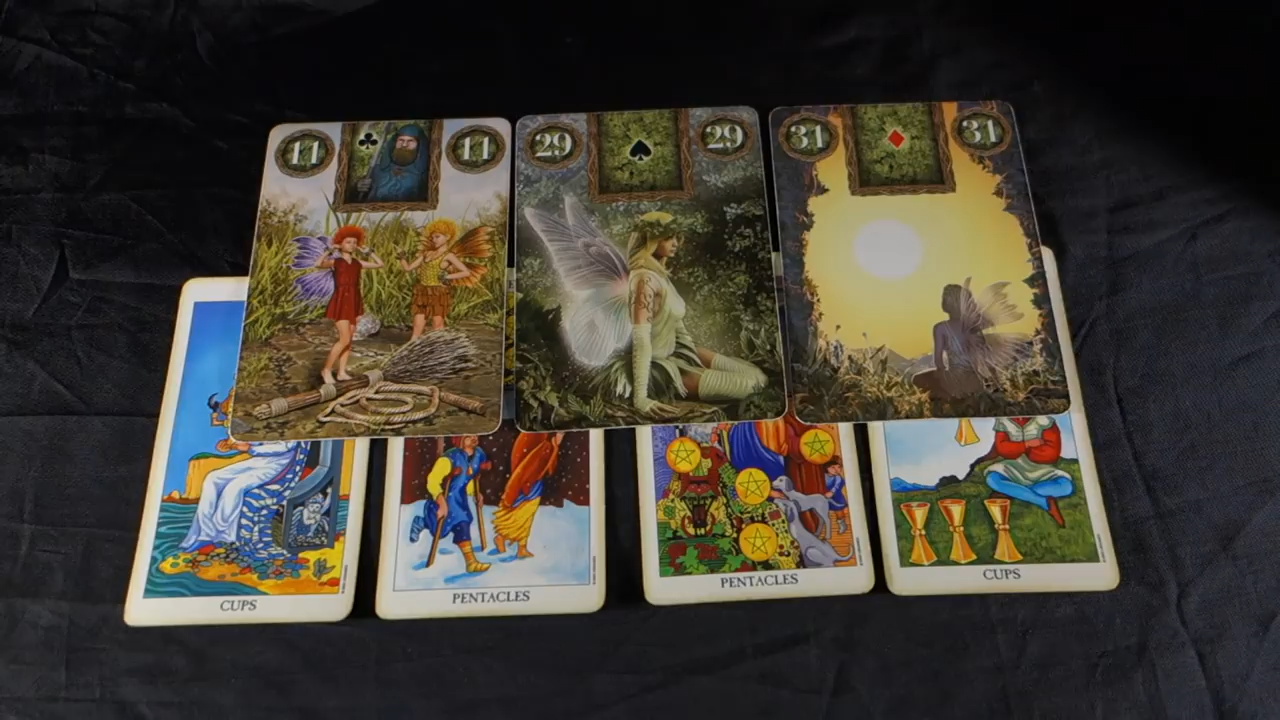 11 11
29 29
31 31
CUPS
PENTACLES
PENTACLES
CUPS